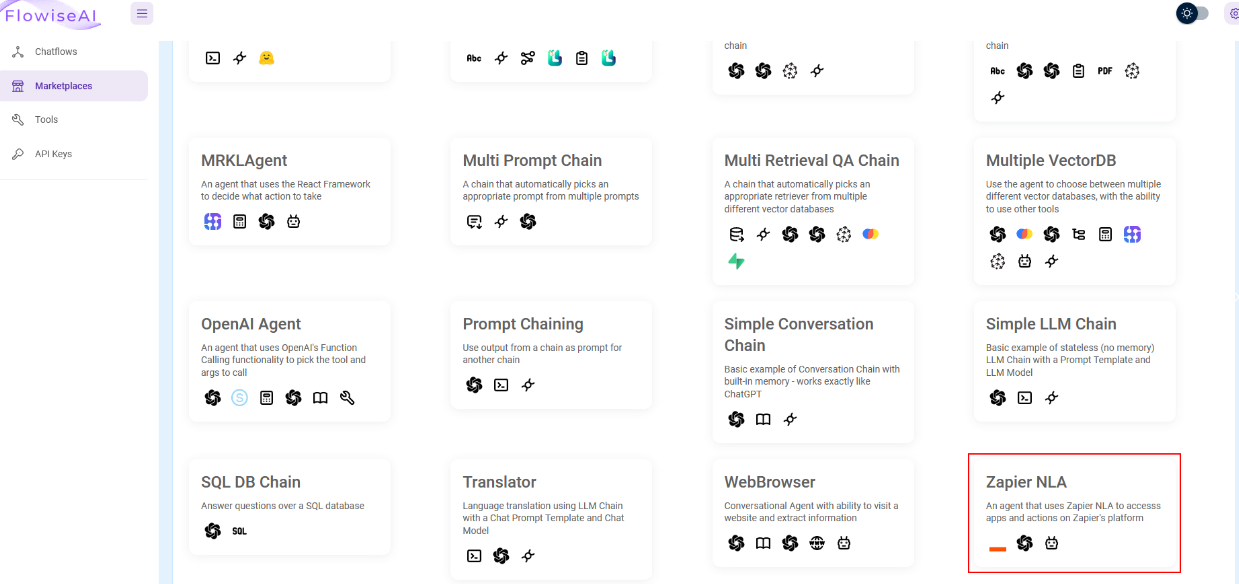 FlowiseAI
Chatflows
Marketplaces
Tools
API Keys
Abc
chain
chain
Abc
PDF
MRKLAgent
An agent that uses the React Framework
to decide what action to take
Multi Prompt Chain
A chain that automatically picks an
appropriate prompt from multiple prompts
Multi Retrieval QA Chain
A chain that automatically picks an
appropriate retriever from multiple
different vector databases
Multiple VectorDB
Use the agent to choose between multiple
different vector databases, with the ability
to use other tools
OpenAI Agent
An agent that uses OpenAI's Function
Calling functionality to pick the tool and
args to call
S
Prompt Chaining
Use output from a chain as prompt for
another chain
Simple Conversation
Chain
Basic example of Conversation Chain with
built-in memory - works exactly like
ChatGPT
Simple LLM Chain
Basic example of stateless (no memory)
LLM Chain with a Prompt Template and
LLM Model
SQL DB Chain
Answer questions over a SQL database
SQL
Translator
Language translation using LLM Chain
with a Chat Prompt Template and Chat
Model
WebBrowser
Conversational Agent with ability to visit a
website and extract information
Zapier NLA
An agent that uses Zapier NLA to accesss
apps and actions on Zapier's platform